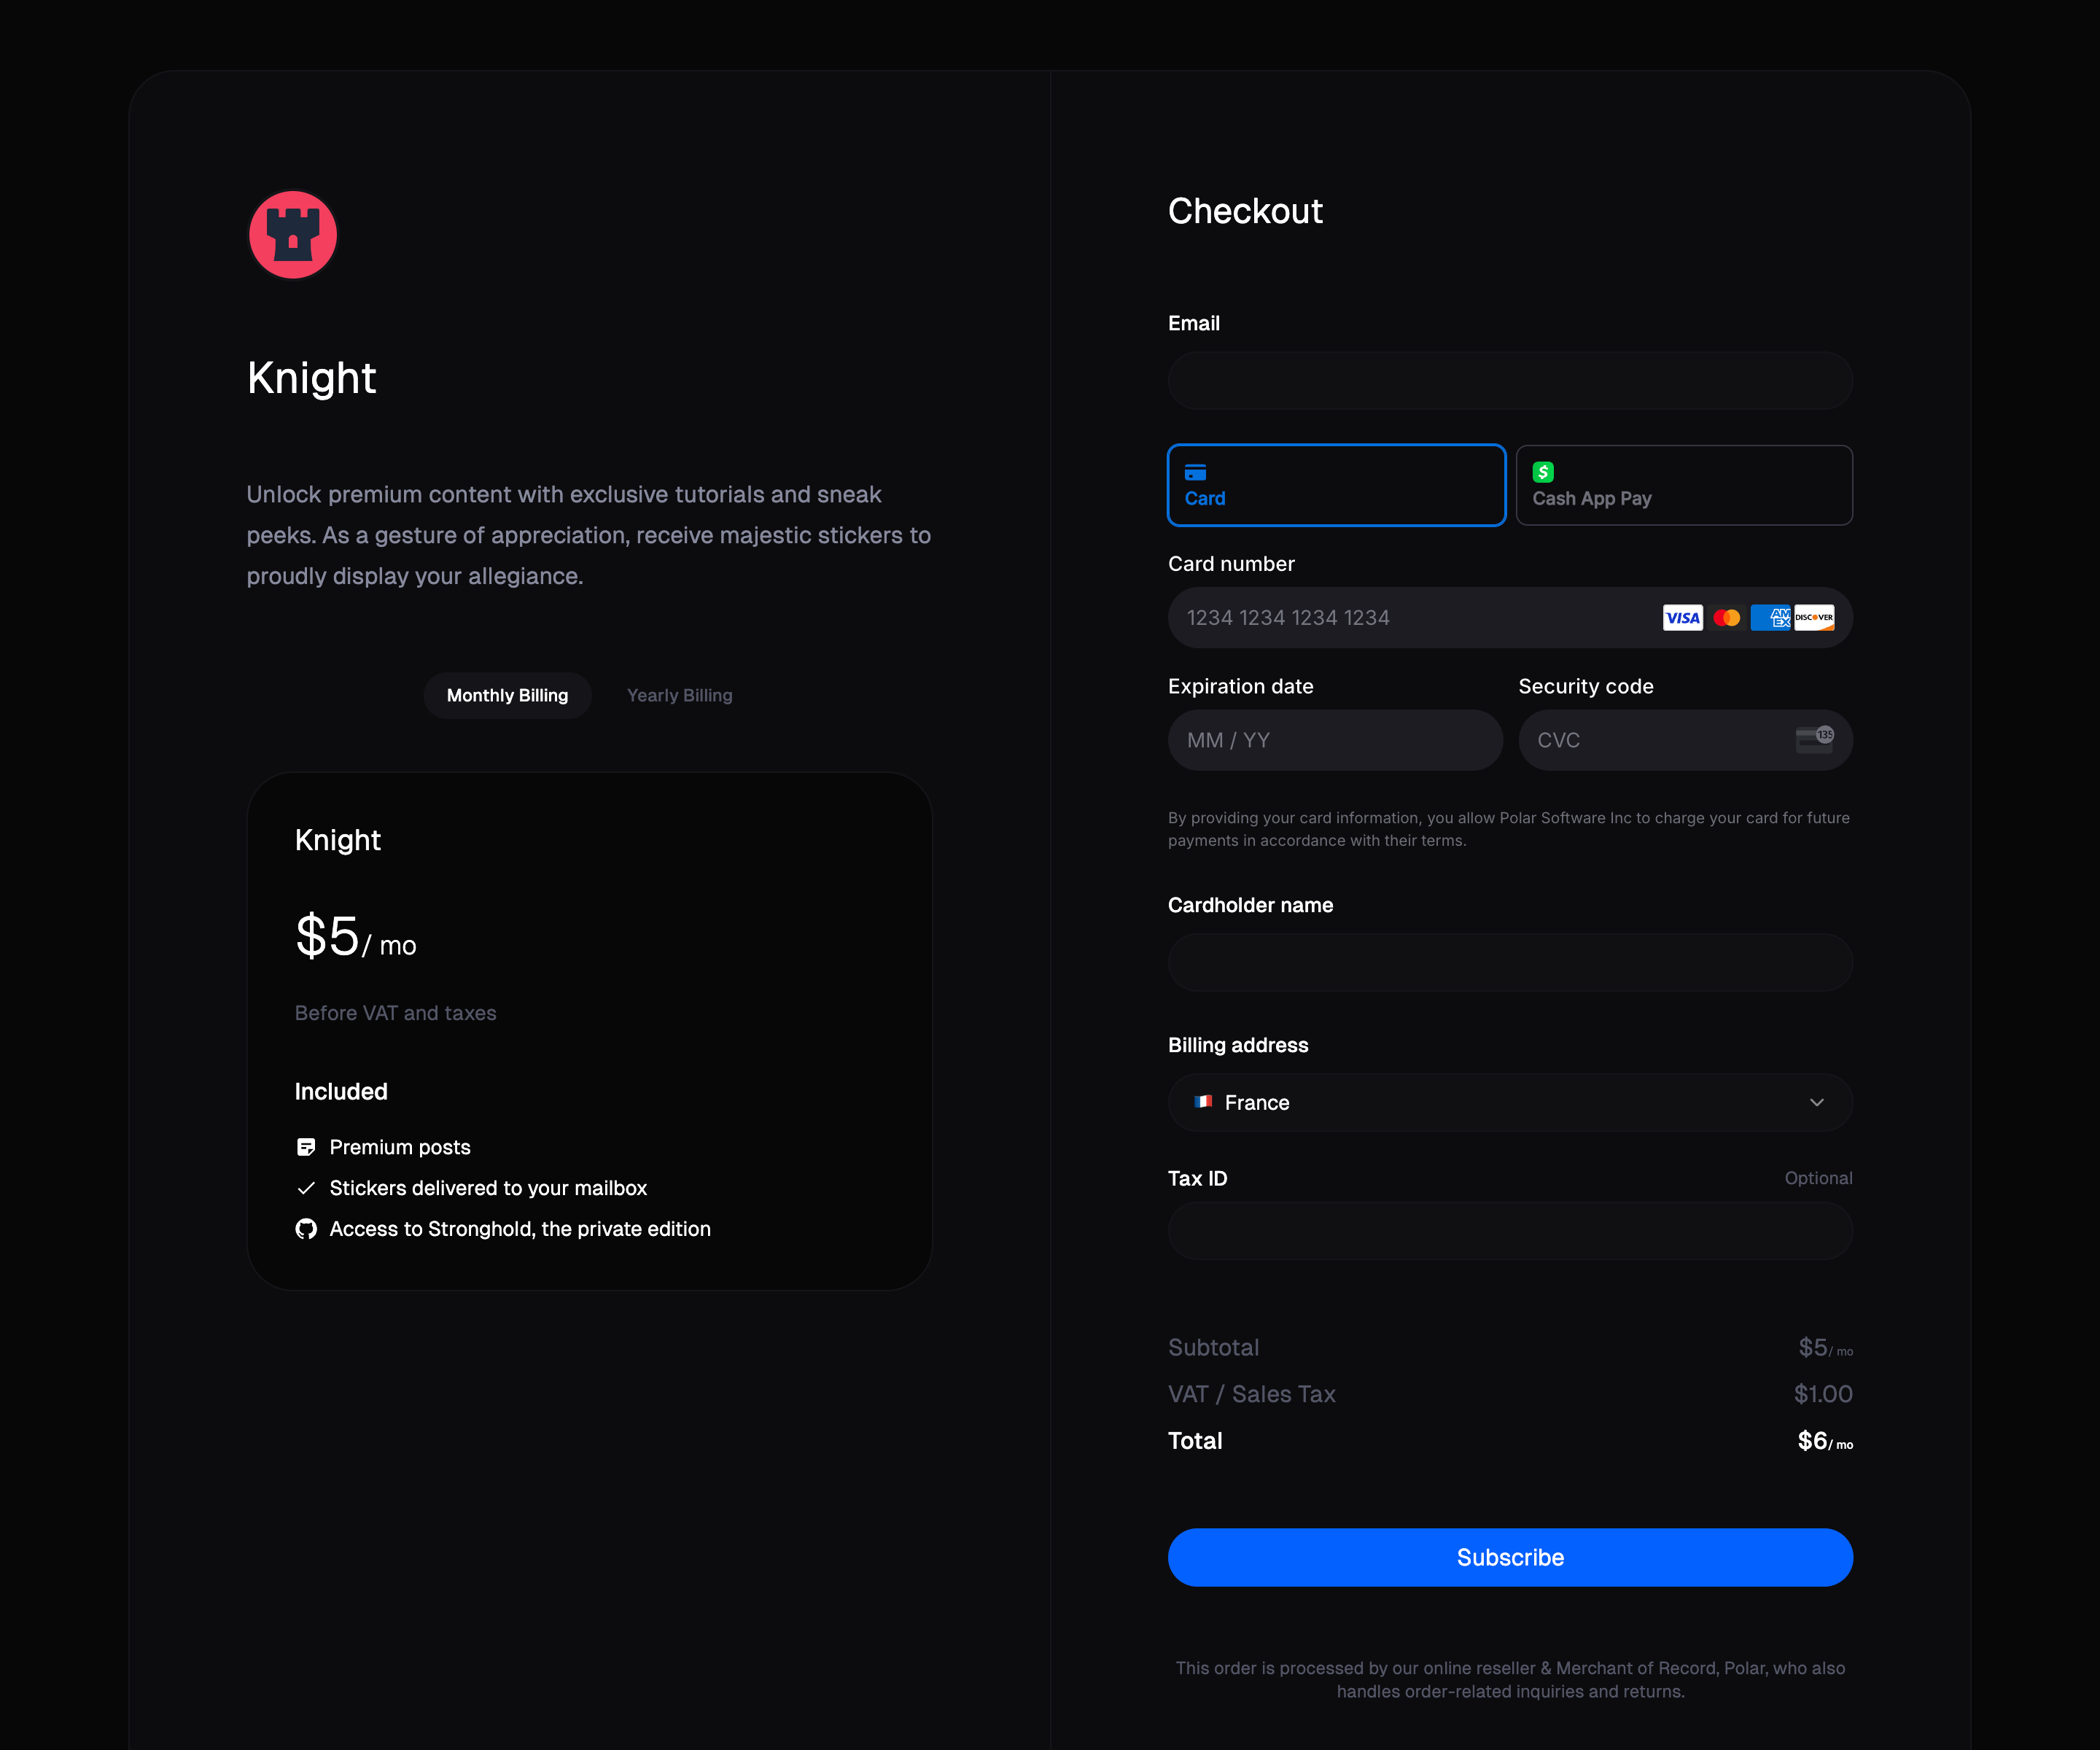 Knight
Unlock premium content with exclusive tutorials and sneak
peeks. As a gesture of appreciation, receive majestic stickers to
proudly display your allegiance.
Monthly Billing
Yearly Billing
Knight
$5/ mo
Before VAT and taxes
Included
Premium posts
Stickers delivered to your mailbox
Access to Stronghold, the private edition
Checkout
Email
Card
$
Cash App Pay
Card number
1234 1234 1234 1234
VISA
AM
EX
DISCOVER
Expiration date
Security code
MM / YY
CVC
135
By providing your card information, you allow Polar Software Inc to charge your card for future
payments in accordance with their terms.
Cardholder name
Billing address
France
Tax ID
Optional
Subtotal
$5/ mo
VAT / Sales Tax
$1.00
Total
$6/ mo
Subscribe
This order is processed by our online reseller & Merchant of Record, Polar, who also
handles order-related inquiries and returns.